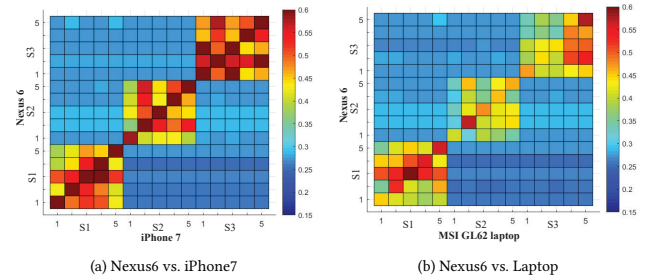 0.6
0.55
0.5
0.45
0.4
0.35
0.3
0.25
0.2
0.15
5
S3
1
5
S2
1
5
S1
1
Nexus 6
1 S1 5 1 S2 5 1 S3 5
iPhone 7
(a) Nexus6 vs. iPhone7
0.6
0.55
0.5
0.45
0.4
0.35
0.3
0.25
0.2
0.15
5
S3
1
5
S2
1
5
S1
1
Nexus 6
1 S1 5 1 S2 5 1 S3 5
MSI GL62 laptop
(b) Nexus6 vs. Laptop